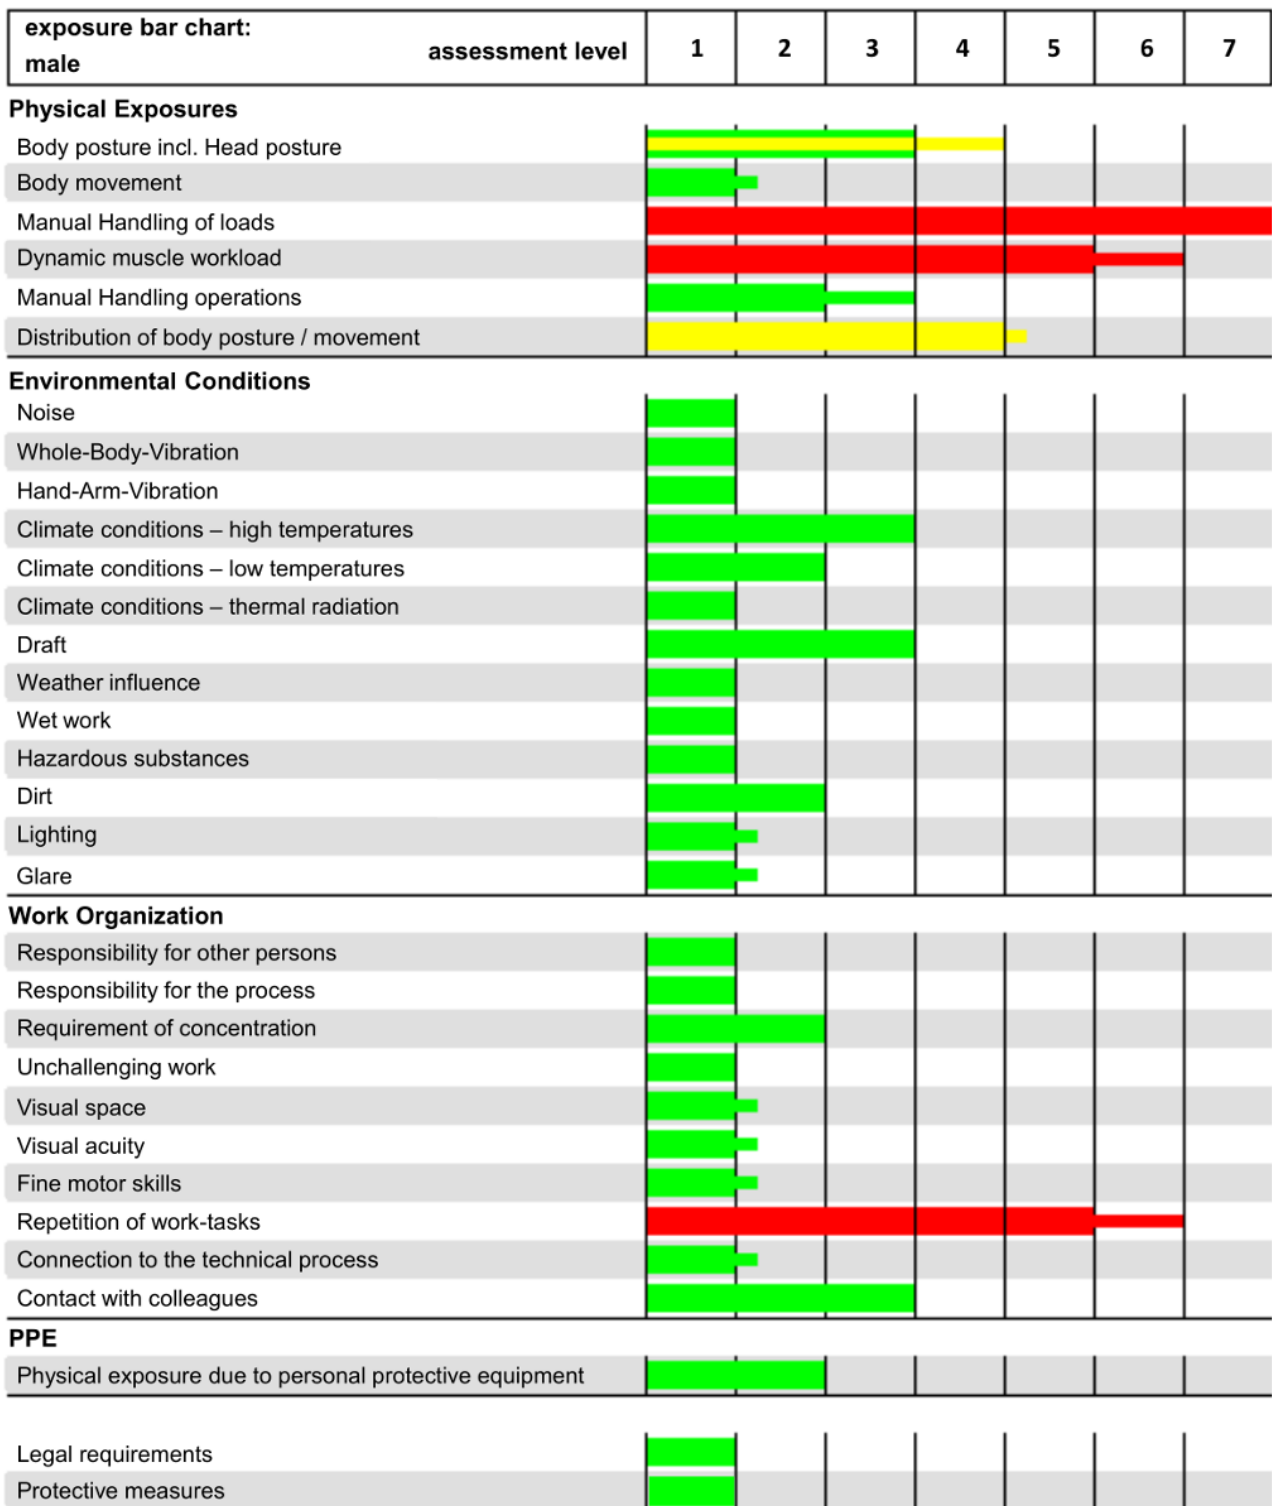 exposure bar chart:
male assessment level 1 2 3 4 5 6 7
Physical Exposures
Body posture incl. Head posture
Body movement
Manual Handling of loads
Dynamic muscle workload
Manual Handling operations
Distribution of body posture / movement
Environmental Conditions
Noise
Whole-Body-Vibration
Hand-Arm-Vibration
Climate conditions – high temperatures
Climate conditions – low temperatures
Climate conditions – thermal radiation
Draft
Weather influence
Wet work
Hazardous substances
Dirt
Lighting
Glare
Work Organization
Responsibility for other persons
Responsibility for the process
Requirement of concentration
Unchallenging work
Visual space
Visual acuity
Fine motor skills
Repetition of work-tasks
Connection to the technical process
Contact with colleagues
PPE
Physical exposure due to personal protective equipment
Legal requirements
Protective measures